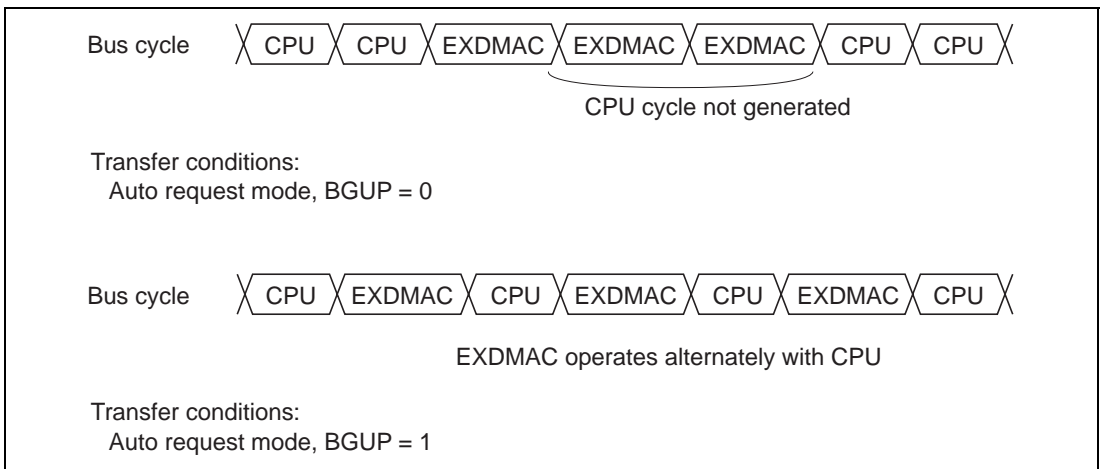 Bus cycle CPU CPU EXDMAC EXDMAC EXDMAC CPU CPU
CPU cycle not generated
Transfer conditions:
Auto request mode, BGUP = 0
Bus cycle CPU EXDMAC CPU EXDMAC CPU EXDMAC CPU
EXDMAC operates alternately with CPU
Transfer conditions:
Auto request mode, BGUP = 1